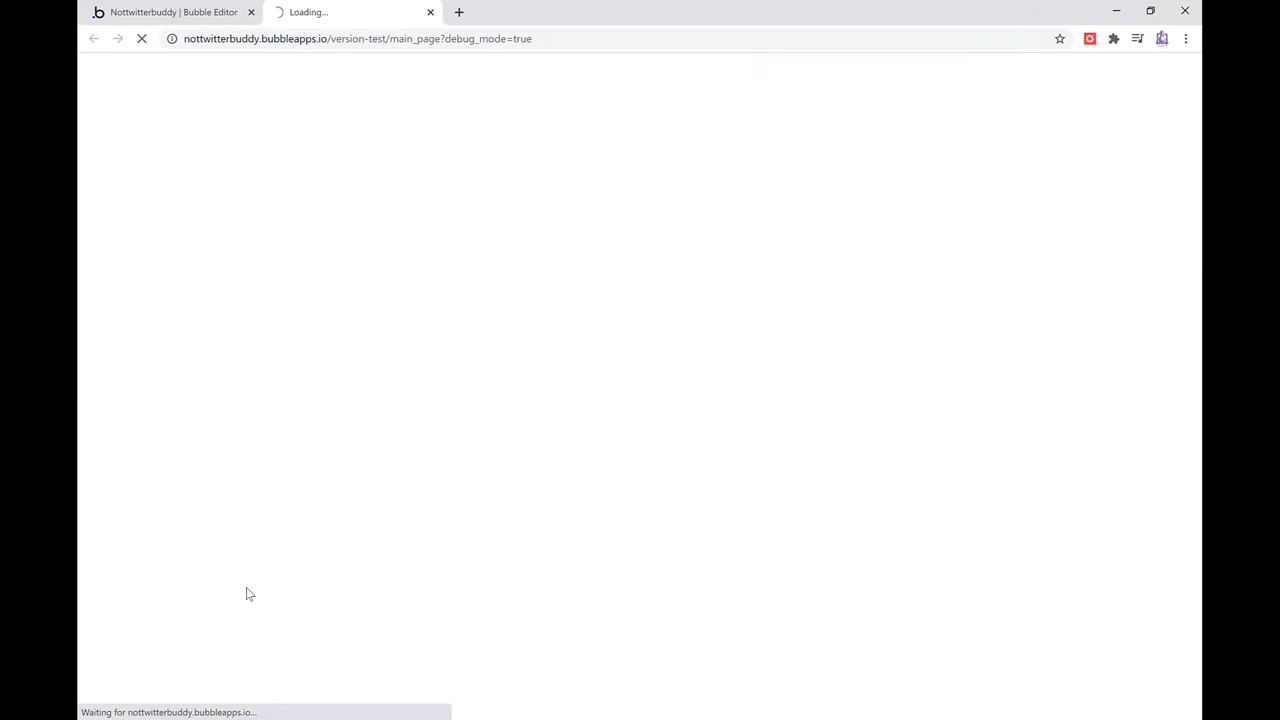 Nottwitterbuddy | Bubble Editor
Loading...
nottwitterbuddy.bubbleapps.io/version-test/main_page?debug_mode=true
Waiting for nottwitterbuddy.bubbleapps.io...